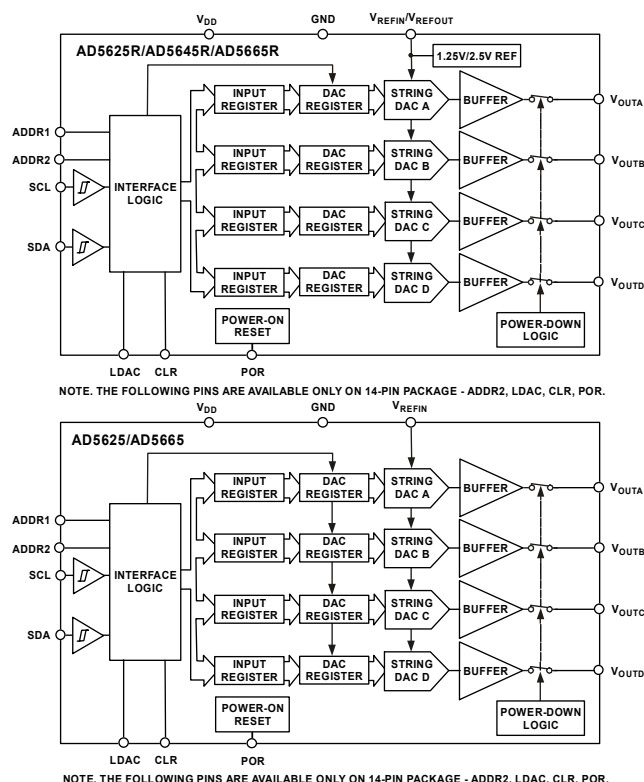 VDD GND VREFIN/VREFOUT
AD5625R/AD5645R/AD5665R
1.25V/2.5V REF
INPUT REGISTER DAC REGISTER STRING DAC A BUFFER VOUTA
ADDR1
ADDR2
INPUT REGISTER DAC REGISTER STRING DAC B BUFFER VOUTB
SCL
INTERFACE LOGIC
INPUT REGISTER DAC REGISTER STRING DAC C BUFFER VOUTC
SDA
INPUT REGISTER DAC REGISTER STRING DAC D BUFFER VOUTD
POWER-ON RESET
POWER-DOWN LOGIC
LDAC CLR POR
NOTE. THE FOLLOWING PINS ARE AVAILABLE ONLY ON 14-PIN PACKAGE - ADDR2, LDAC, CLR, POR.
VDD GND VREFIN
AD5625/AD5665
INPUT REGISTER DAC REGISTER STRING DAC A BUFFER VOUTA
ADDR1
ADDR2
INPUT REGISTER DAC REGISTER STRING DAC B BUFFER VOUTB
SCL
INTERFACE LOGIC
INPUT REGISTER DAC REGISTER STRING DAC C BUFFER VOUTC
SDA
INPUT REGISTER DAC REGISTER STRING DAC D BUFFER VOUTD
POWER-ON RESET
POWER-DOWN LOGIC
LDAC CLR POR
NOTE. THE FOLLOWING PINS ARE AVAILABLE ONLY ON 14-PIN PACKAGE - ADDR2, LDAC, CLR, POR.